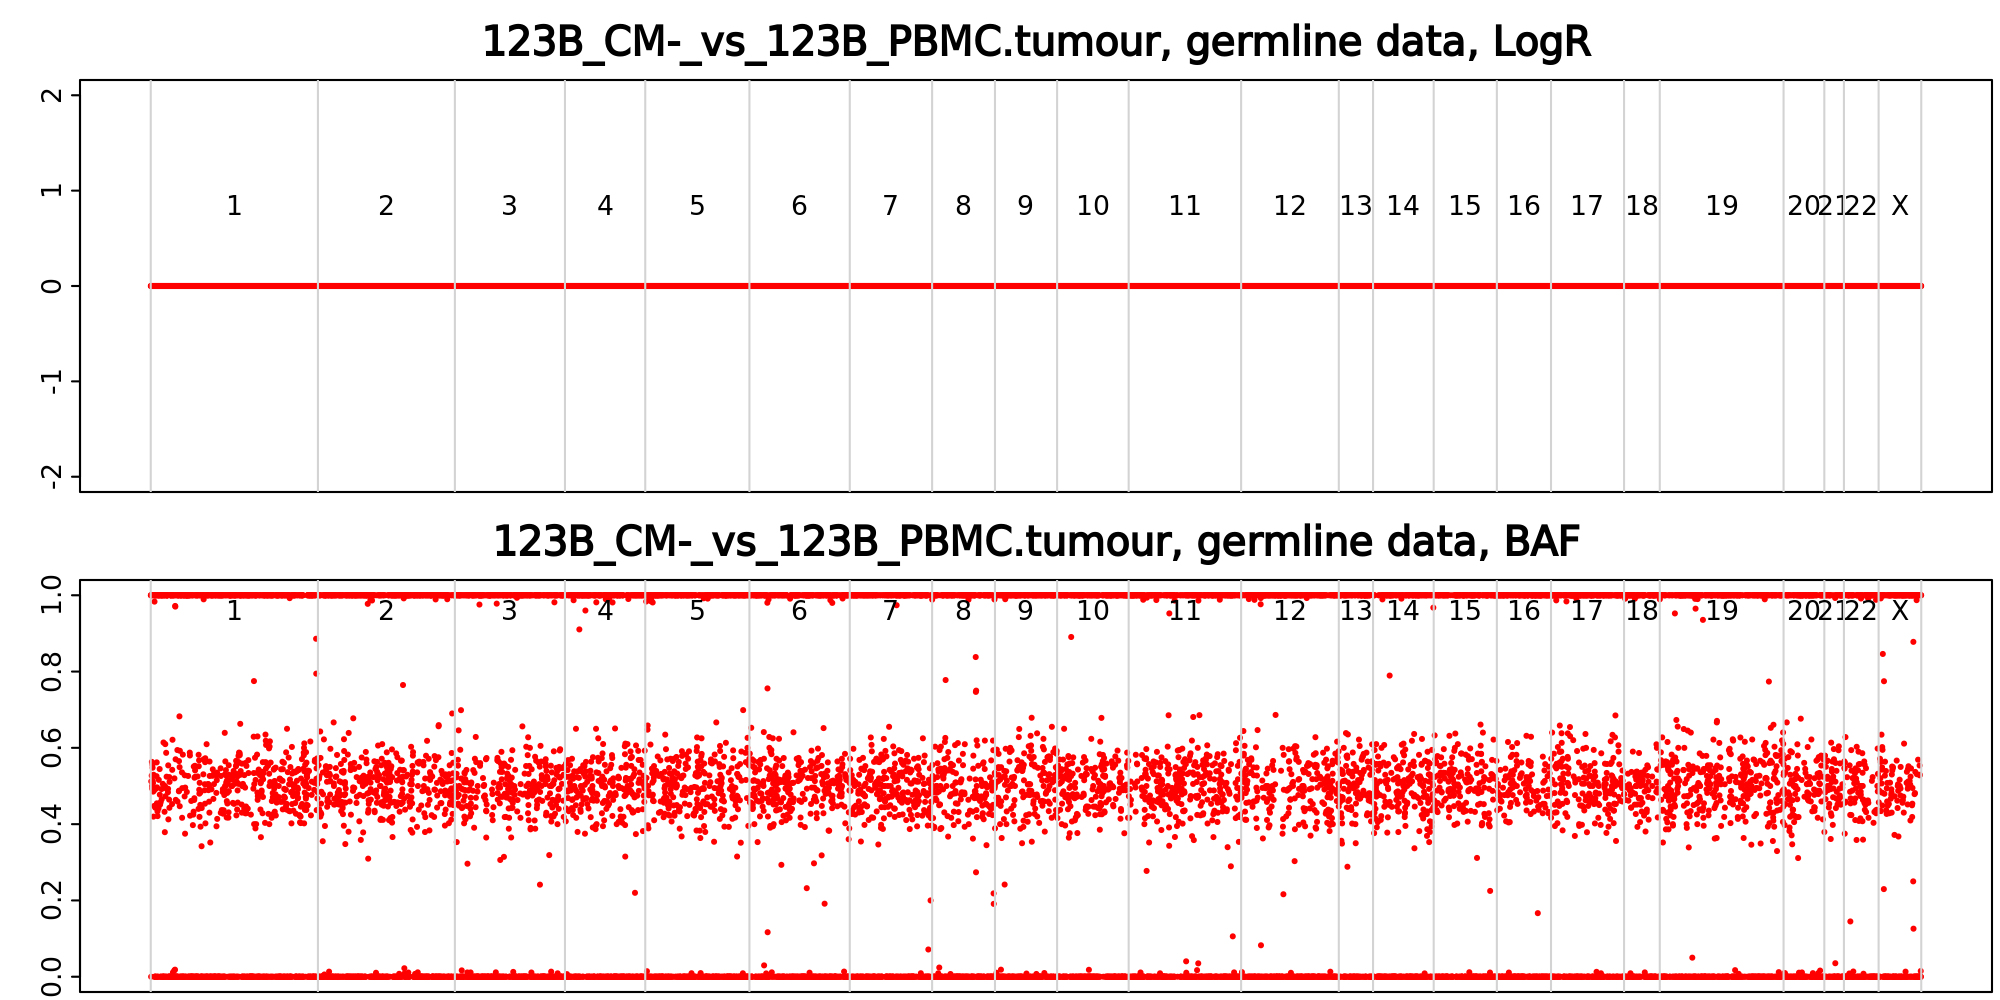 123B_CM-_vs_123B_PBMC.tumour, germline data, LogR
2
1
0
-1
-2
1 2 3 4 5 6 7 8 9 10 11 12 13 14 15 16 17 18 19 20 21 22 X
123B_CM-_vs_123B_PBMC.tumour, germline data, BAF
1.0
0.8
0.6
0.4
0.2
0.0
1 2 3 4 5 6 7 8 9 10 11 12 13 14 15 16 17 18 19 20 21 22 X